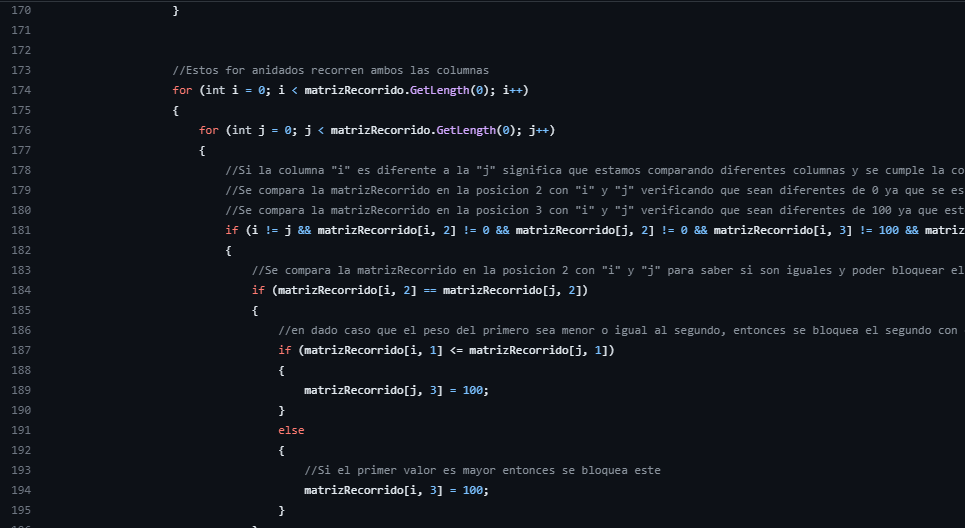 170 }
171
172
173 //Estos for anidados recorren ambos las columnas
174 for (int i = 0; i < matrizRecorrido.GetLength(0); i++)
175 {
176 for (int j = 0; j < matrizRecorrido.GetLength(0); j++)
177 {
178 //Si la columna "i" es diferente a la "j" significa que estamos comparando diferentes columnas y se cumple la co
179 //Se compara la matrizRecorrido en la posicion 2 con "i" y "j" verificando que sean diferentes de 0 ya que se es
180 //Se compara la matrizRecorrido en la posicion 3 con "i" y "j" verificando que sean diferentes de 100 ya que est
181 if (i != j && matrizRecorrido[i, 2] != 0 && matrizRecorrido[j, 2] != 0 && matrizRecorrido[i, 3] != 100 && matriz
182 {
183 //Se compara la matrizRecorrido en la posicion 2 con "i" y "j" para saber si son iguales y poder bloquear el
184 if (matrizRecorrido[i, 2] == matrizRecorrido[j, 2])
185 {
186 //en dado caso que el peso del primero sea menor o igual al segundo, entonces se bloquea el segundo con
187 if (matrizRecorrido[i, 1] <= matrizRecorrido[j, 1])
188 {
189 matrizRecorrido[j, 3] = 100;
190 }
191 else
192 {
193 //Si el primer valor es mayor entonces se bloquea este
194 matrizRecorrido[i, 3] = 100;
195 }